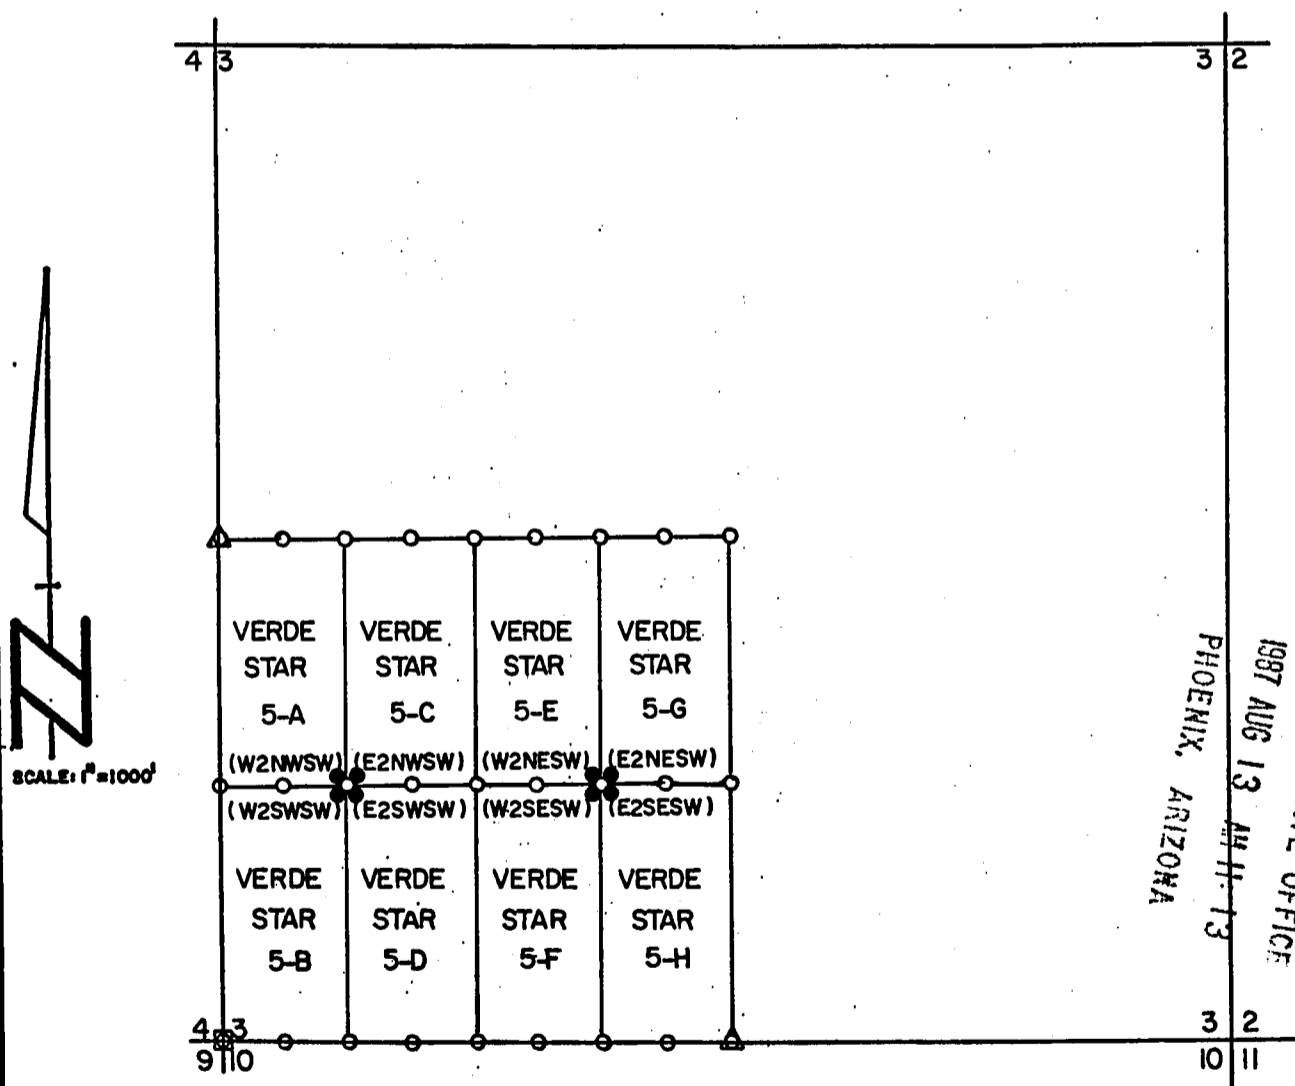 4 3
3 2
VERDE STAR 5-A
VERDE STAR 5-C
VERDE STAR 5-E
VERDE STAR 5-G
(W2NWSW) (E2NWSW) (W2NESW) (E2NESW)
SCALE: 1"=1000'
(W2SWSW) (E2SWSW) (W2SESW) (E2SESW)
VERDE STAR 5-B
VERDE STAR 5-D
VERDE STAR 5-F
VERDE STAR 5-H
4 3
9 10
3 2
10 11
OFFICE
1987 AUG 13 AM 11:13
PHOENIX, ARIZONA